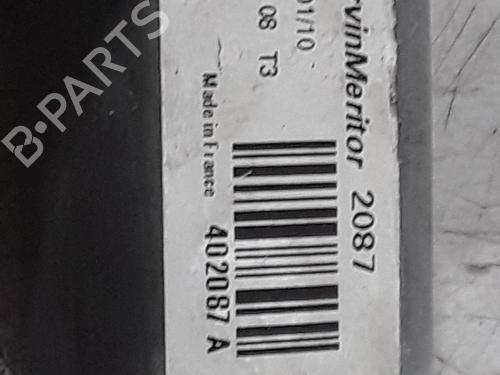 rvinMeritor 2087
01/10
08 T3
Made in France
402087 A
B-PARTS